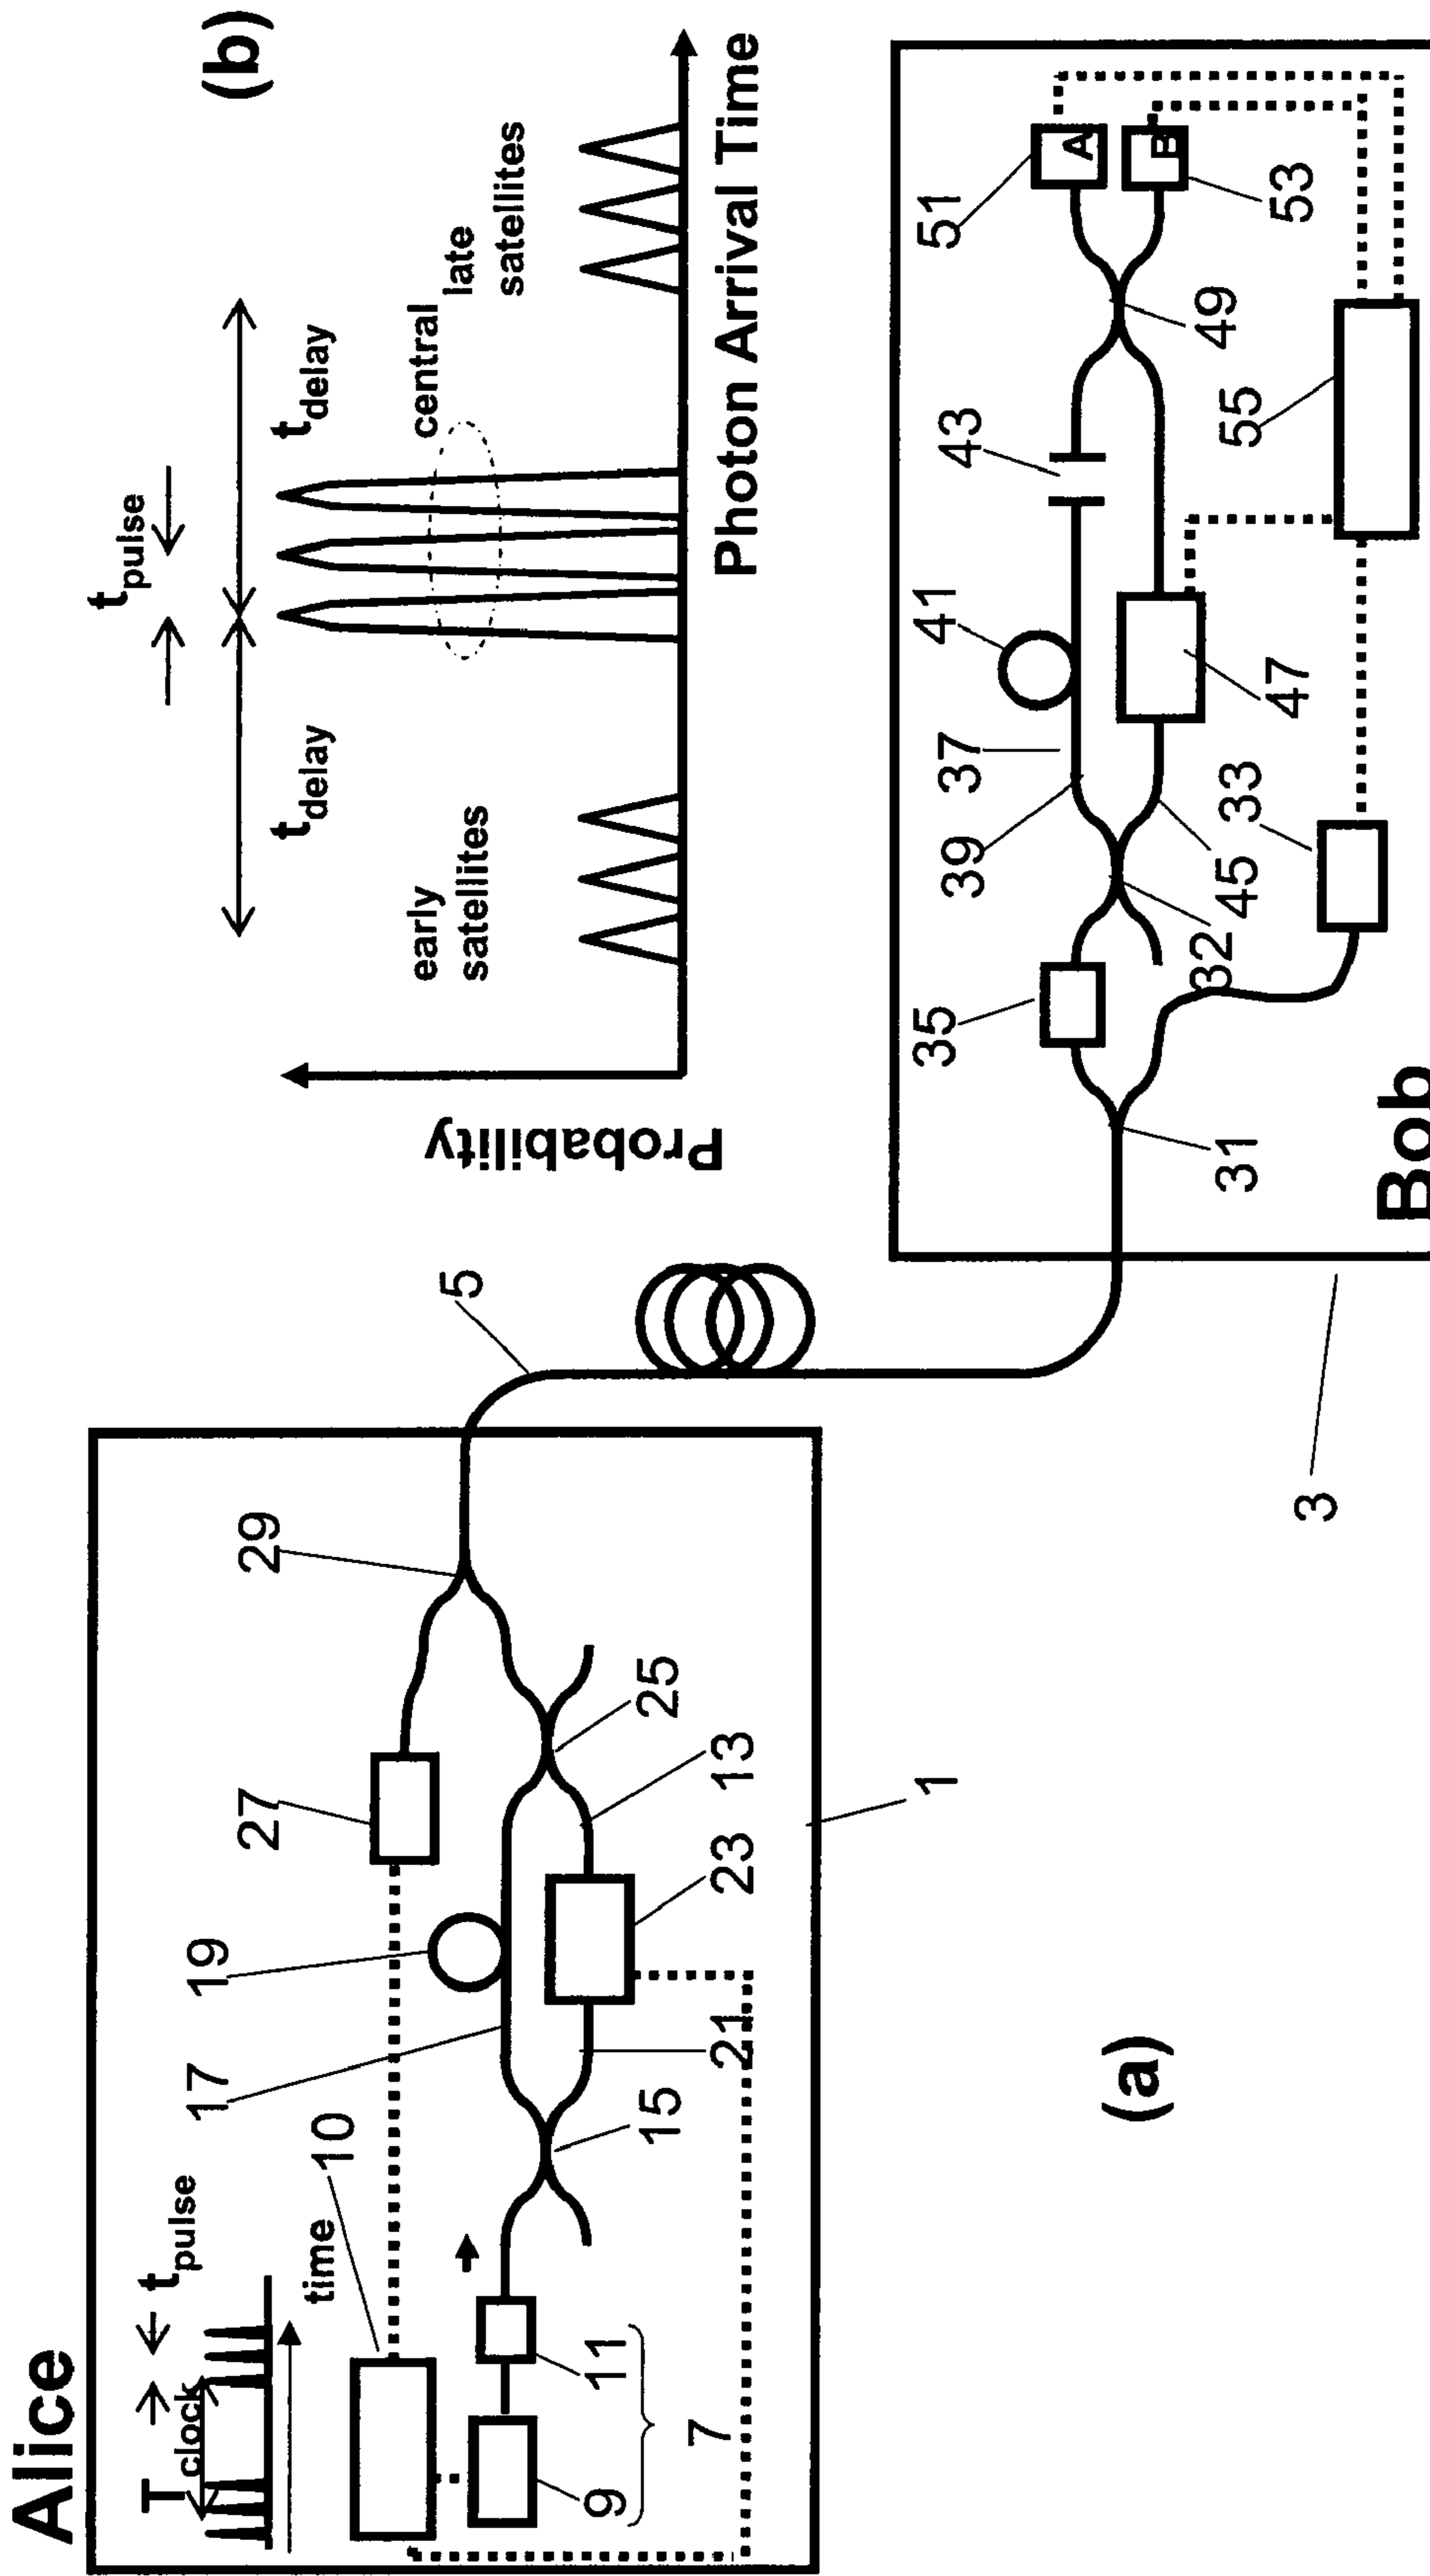 Alice
T
clock
t
pulse
time
10
9
11
7
15
17
19
21
23
13
25
27
29
1
5
3
(a)
(b)
Probability
early
satellites
t
delay
t
delay
t
pulse
central
late
satellites
Photon Arrival Time
Bob
31
33
35
32
45
39
37
41
47
43
49
55
51
53
A
B